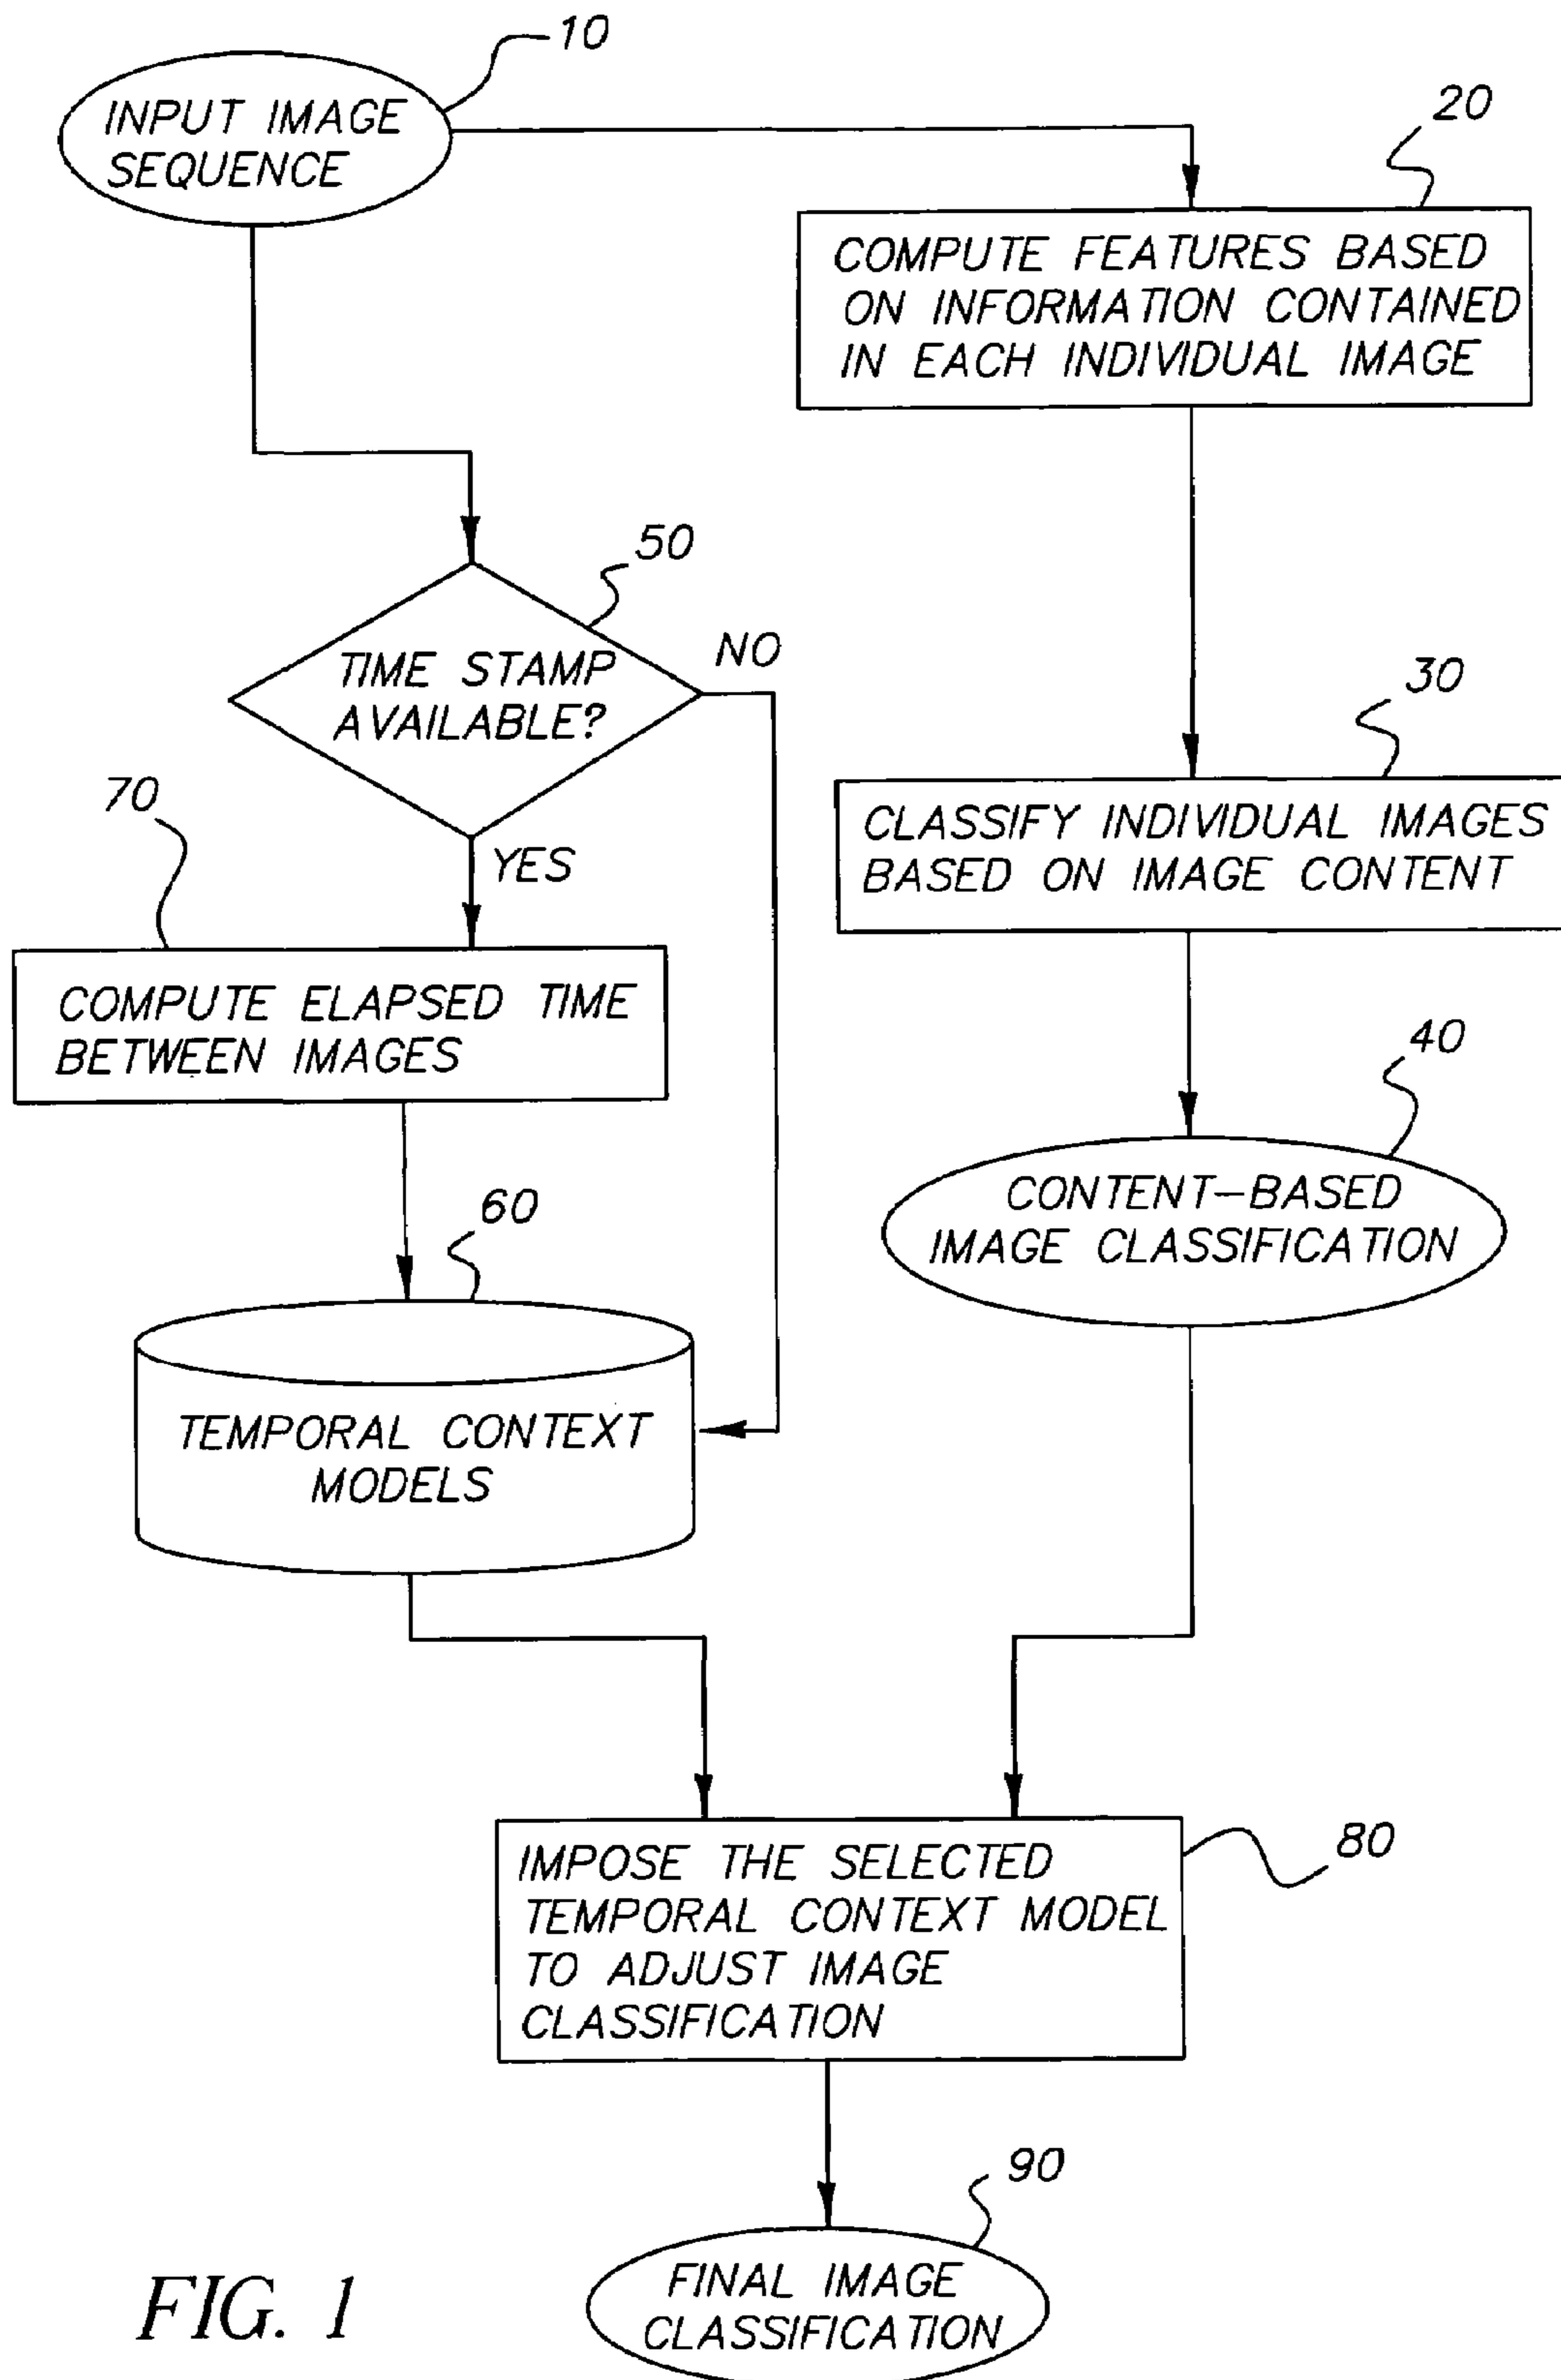 10
INPUT IMAGE
SEQUENCE
20
COMPUTE FEATURES BASED
ON INFORMATION CONTAINED
IN EACH INDIVIDUAL IMAGE
50
TIME STAMP
AVAILABLE?
NO
YES
30
CLASSIFY INDIVIDUAL IMAGES
BASED ON IMAGE CONTENT
70
COMPUTE ELAPSED TIME
BETWEEN IMAGES
40
CONTENT-BASED
IMAGE CLASSIFICATION
60
TEMPORAL CONTEXT
MODELS
80
IMPOSE THE SELECTED
TEMPORAL CONTEXT MODEL
TO ADJUST IMAGE
CLASSIFICATION
90
FINAL IMAGE
CLASSIFICATION
FIG. 1